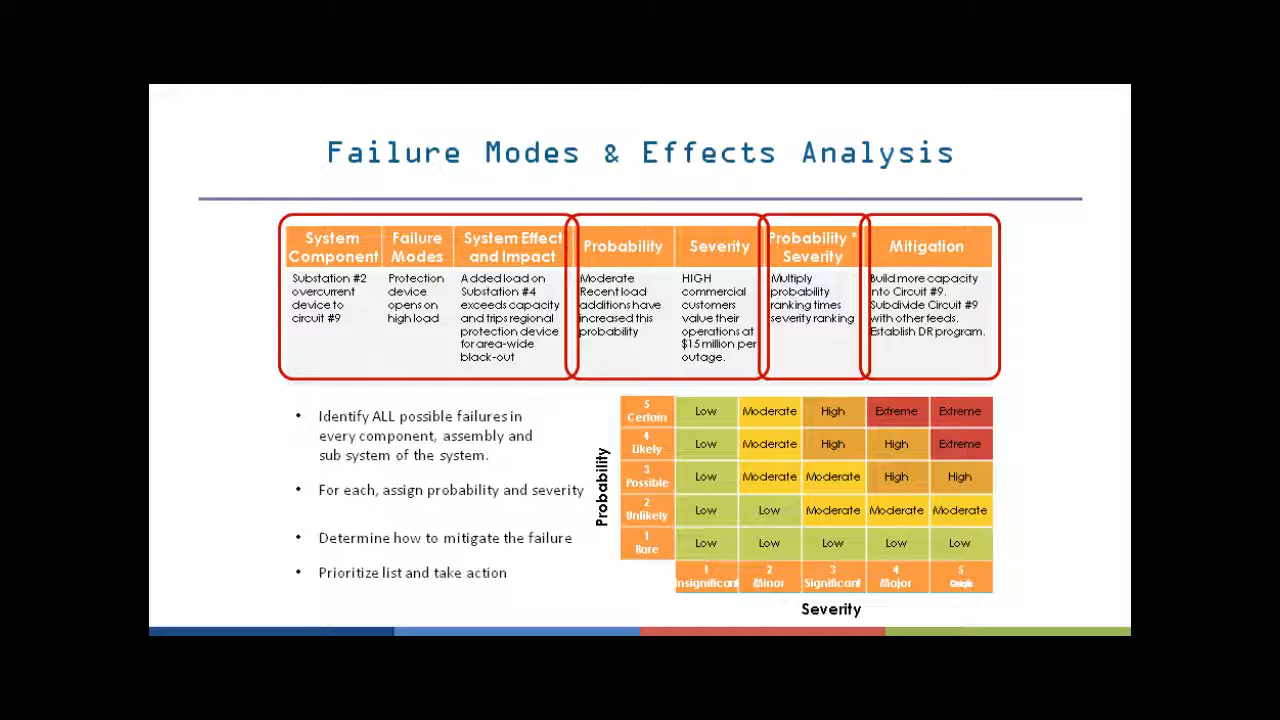 Failure Modes & Effects Analysis
System Component
Failure Modes
System Effect and Impact
Probability
Severity
Probability * Severity
Mitigation
Substation #2
overcurrent
device to
circuit #9
Protection
device
opens on
high load
Added load on
Substation #4
exceeds capacity
and trips regional
protection device
for area-wide
black-out
Moderate
Recent load
additions have
increased this
probability
HIGH
commercial
customers
value their
operations at
$15 million per
outage.
Multiply
probability
ranking times
severity ranking
Build more capacity
into Circuit #9.
Subdivide Circuit #9
with other feeds.
Establish DR program.
• Identify ALL possible failures in
every component, assembly and
sub system of the system.
• For each, assign probability and severity
• Determine how to mitigate the failure
• Prioritize list and take action
Probability
5 Certain Low Moderate High Extreme Extreme
4 Likely Low Moderate High High Extreme
3 Possible Low Moderate Moderate High High
2 Unlikely Low Low Moderate Moderate Moderate
1 Rare Low Low Low Low Low
1 2 3 4 5
Insignificant Minor Significant Major
Severity